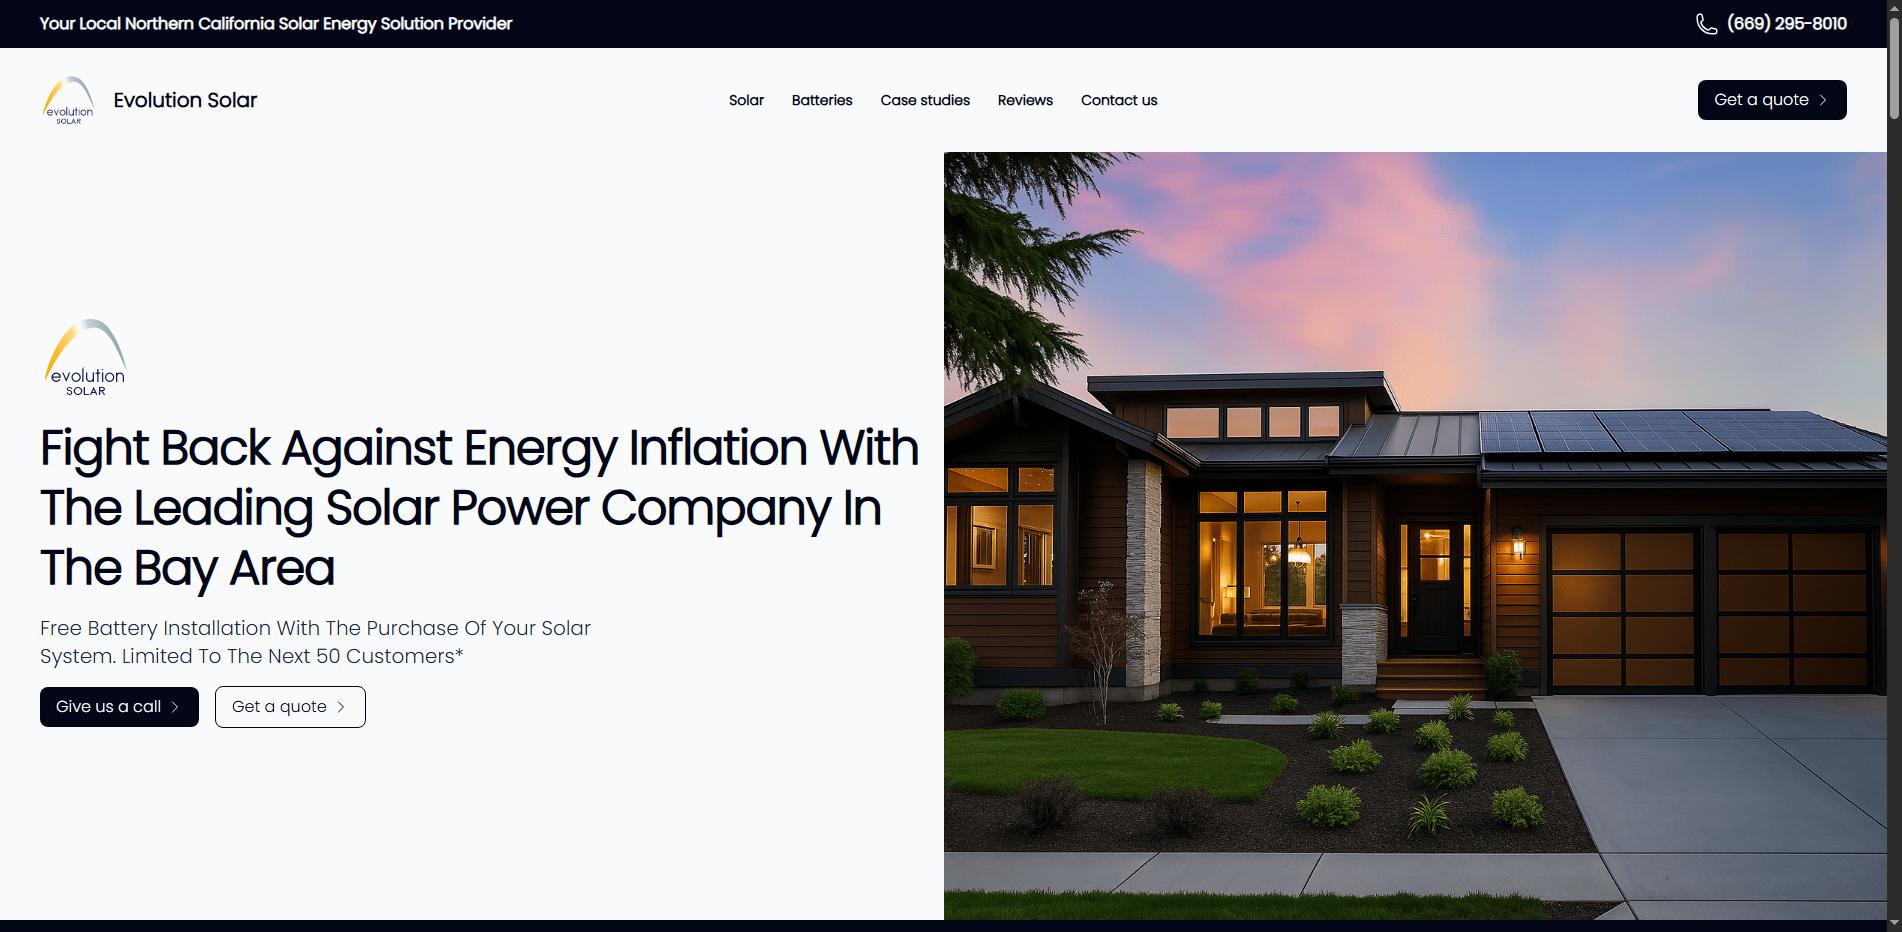 Your Local Northern California Solar Energy Solution Provider
(669) 295-8010
evolution
SOLAR
Evolution Solar
Solar
Batteries
Case studies
Reviews
Contact us
Get a quote
evolution
SOLAR
Fight Back Against Energy Inflation With
The Leading Solar Power Company In
The Bay Area
Free Battery Installation With The Purchase Of Your Solar
System. Limited To The Next 50 Customers*
Give us a call
Get a quote